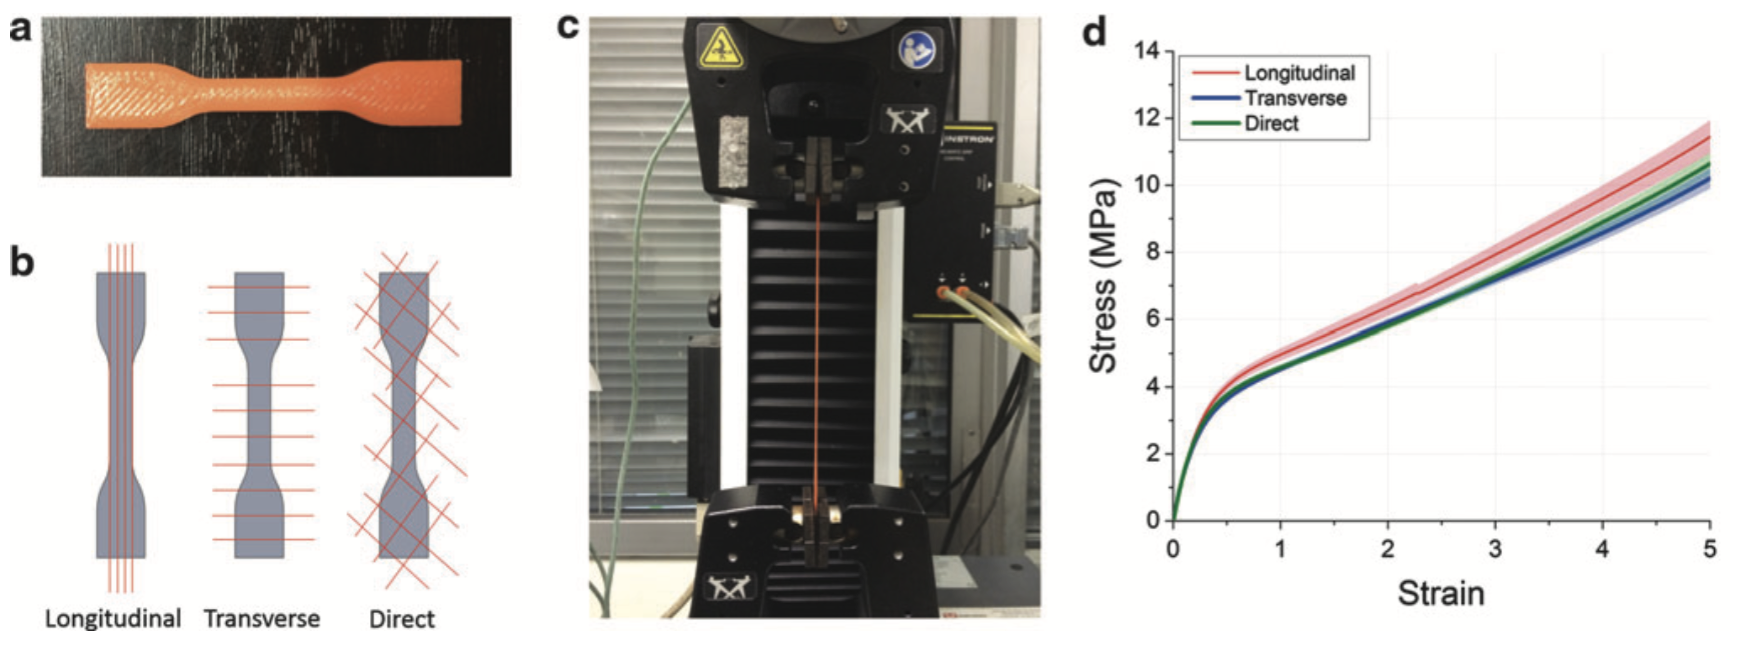 a
b
Longitudinal
Transverse
Direct
c
INSTRON
d
14
12
10
8
6
4
2
0
Stress (MPa)
Longitudinal
Transverse
Direct
0
1
2
3
4
5
Strain